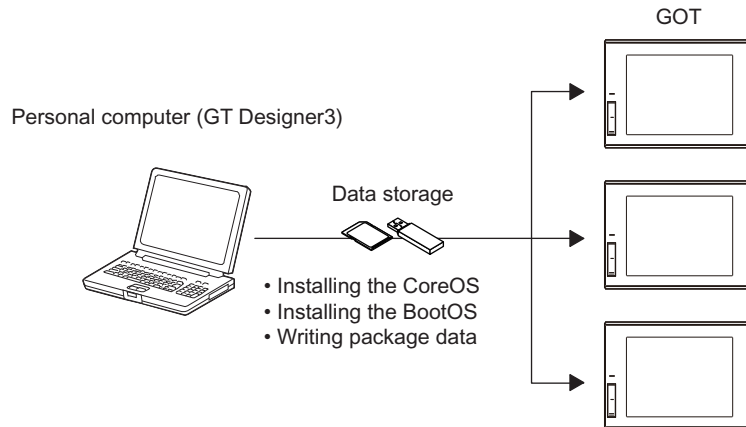 GOT
Personal computer (GT Designer3)
Data storage
• Installing the CoreOS
• Installing the BootOS
• Writing package data